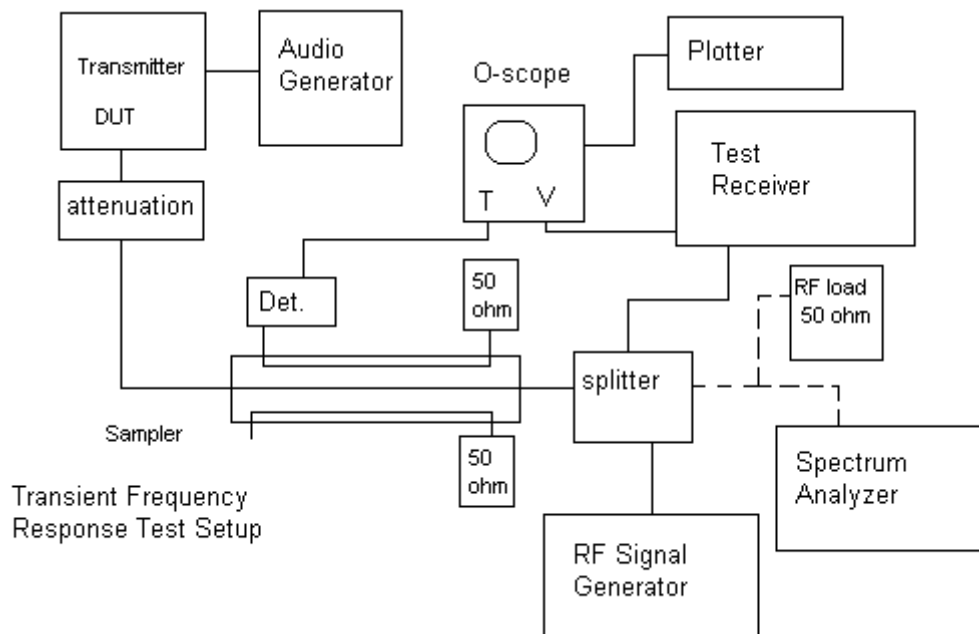 Transmitter
DUT
Audio
Generator
O-scope
Plotter
attenuation
T V
Test
Receiver
Det.
50
ohm
RF load
50 ohm
splitter
Sampler
50
ohm
Spectrum
Analyzer
Transient Frequency
Response Test Setup
RF Signal
Generator